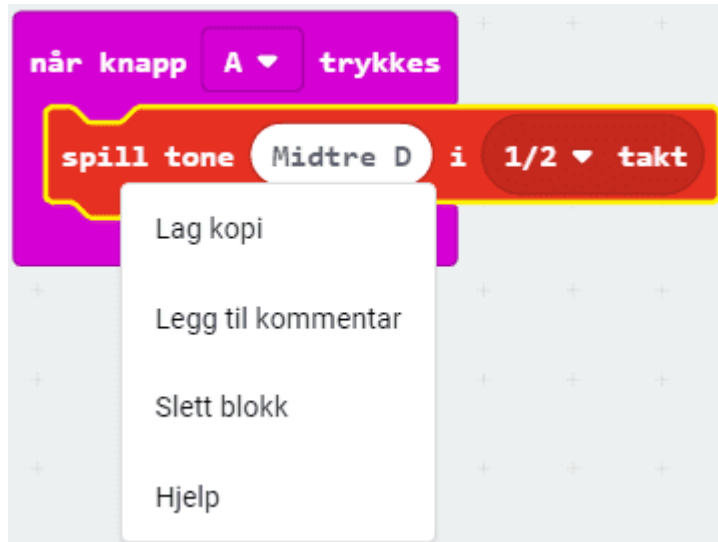 når knapp A trykkes
spill tone Midtre D i 1/2 takt
Lag kopi
Legg til kommentar
Slett blokk
Hjelp